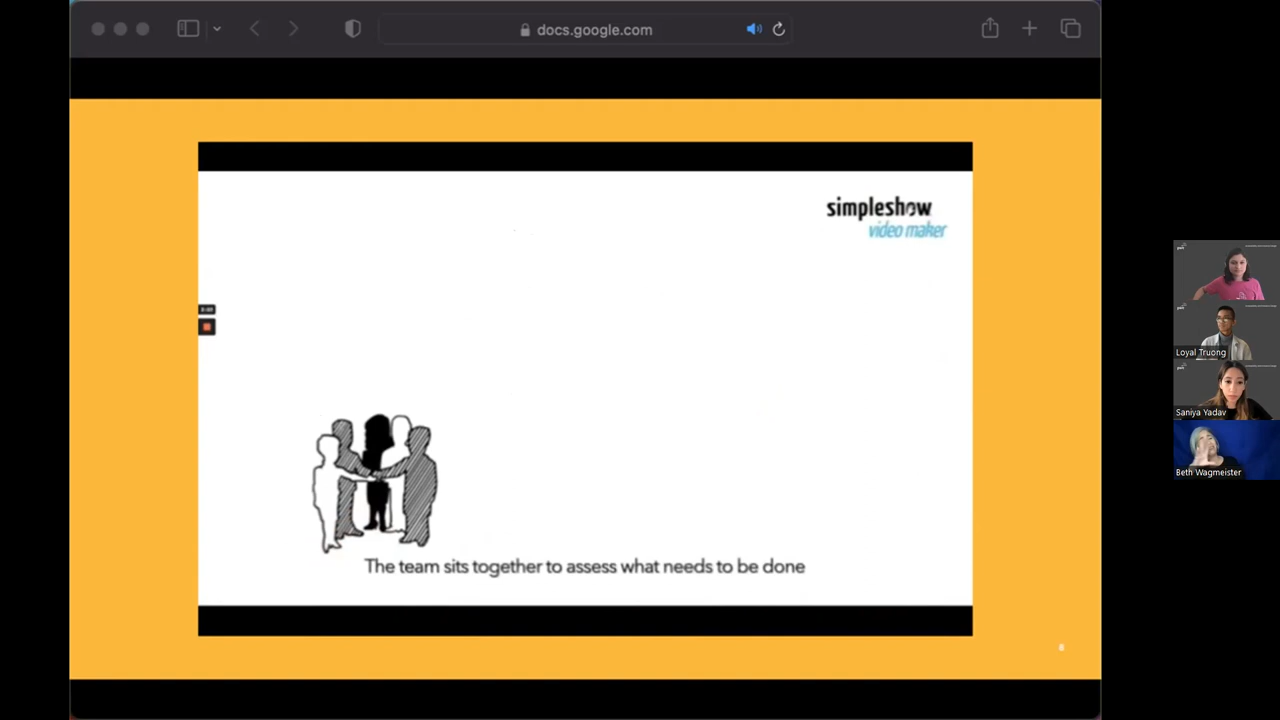 docs.google.com
simpleshow
video maker
The team sits together to assess what needs to be done
8
Loyal Truong
Saniya Yadav
Beth Wagmeister